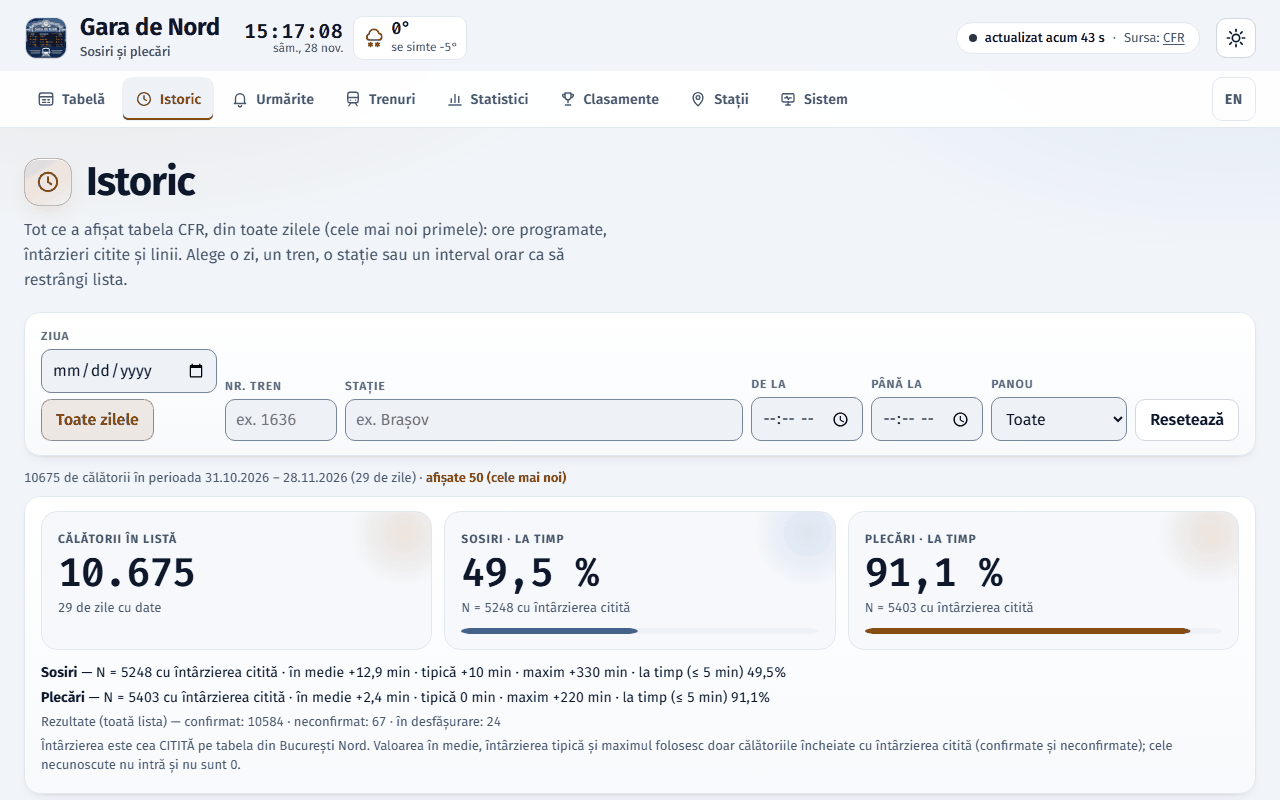 Gara de Nord
Sosiri și plecări
15:17:08
sâm., 28 nov.
0°
se simte -5°
actualizat acum 43 s · Sursa: CFR
Tabelă
Istoric
Urmărite
Trenuri
Statistici
Clasamente
Stații
Sistem
EN
Istoric
Tot ce a afișat tabela CFR, din toate zilele (cele mai noi primele): ore programate,
întârzieri citite și linii. Alege o zi, un tren, o stație sau un interval orar ca să
restrângi lista.
ZIUA
mm/dd/yyyy
Toate zilele
NR. TREN
ex. 1636
STAȚIE
ex. Brașov
DE LA
--:-- --
PÂNĂ LA
--:-- --
PANOU
Toate
Resetează
10675 de călătorii în perioada 31.10.2026 – 28.11.2026 (29 de zile) · afișate 50 (cele mai noi)
CĂLĂTORII ÎN LISTĂ
10.675
29 de zile cu date
SOSIRI · LA TIMP
49,5 %
N = 5248 cu întârzierea citită
PLECĂRI · LA TIMP
91,1 %
N = 5403 cu întârzierea citită
Sosiri — N = 5248 cu întârzierea citită · în medie +12,9 min · tipică +10 min · maxim +330 min · la timp (≤ 5 min) 49,5%
Plecări — N = 5403 cu întârzierea citită · în medie +2,4 min · tipică 0 min · maxim +220 min · la timp (≤ 5 min) 91,1%
Rezultate (toată lista) — confirmat: 10584 · neconfirmat: 67 · în desfășurare: 24
Întârzierea este cea CITITĂ pe tabela din București Nord. Valoarea în medie, întârzierea tipică și maximul folosesc doar călătoriile încheiate cu întârzierea citită (confirmate și neconfirmate); cele
necunoscute nu intră și nu sunt 0.